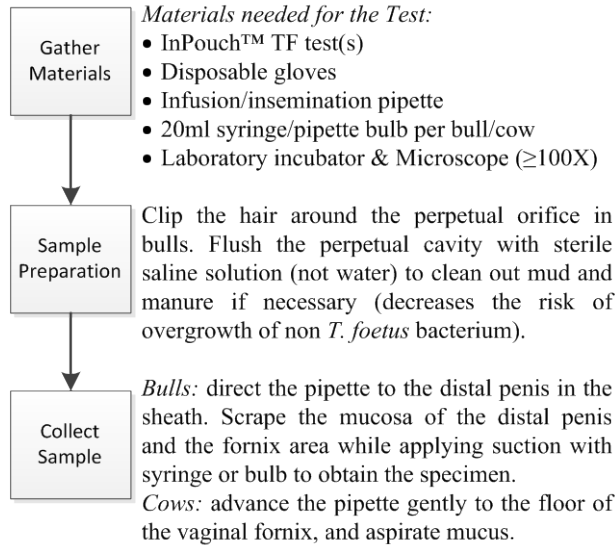 Gather
Materials
Materials needed for the Test:
• InPouch™ TF test(s)
• Disposable gloves
• Infusion/insemination pipette
• 20ml syringe/pipette bulb per bull/cow
• Laboratory incubator & Microscope (≥100X)
Sample
Preparation
Clip the hair around the perpetual orifice in
bulls. Flush the perpetual cavity with sterile
saline solution (not water) to clean out mud and
manure if necessary (decreases the risk of
overgrowth of non T. foetus bacterium).
Collect
Sample
Bulls: direct the pipette to the distal penis in the
sheath. Scrape the mucosa of the distal penis
and the fornix area while applying suction with
syringe or bulb to obtain the specimen.
Cows: advance the pipette gently to the floor of
the vaginal fornix, and aspirate mucus.